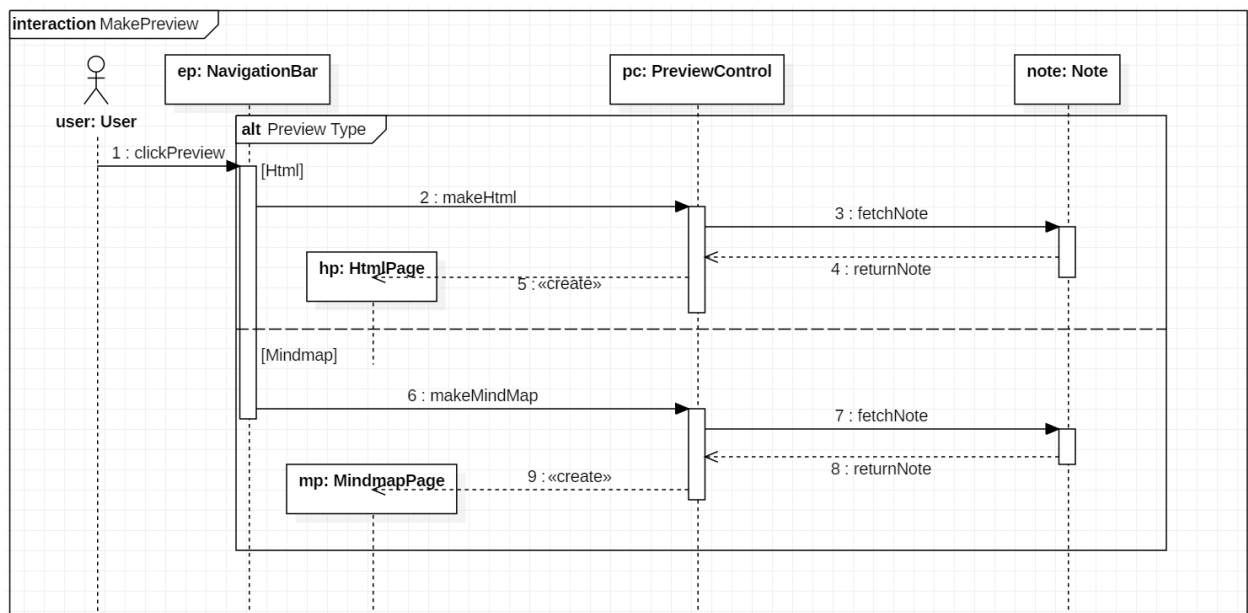 interaction MakePreview
ep: NavigationBar
pc: PreviewControl
note: Note
user: User
alt Preview Type
1 : clickPreview
[Html]
2 : makeHtml
3 : fetchNote
4 : returnNote
hp: HtmlPage
5 : «create»
[Mindmap]
6 : makeMindMap
7 : fetchNote
8 : returnNote
mp: MindmapPage
9 : «create»